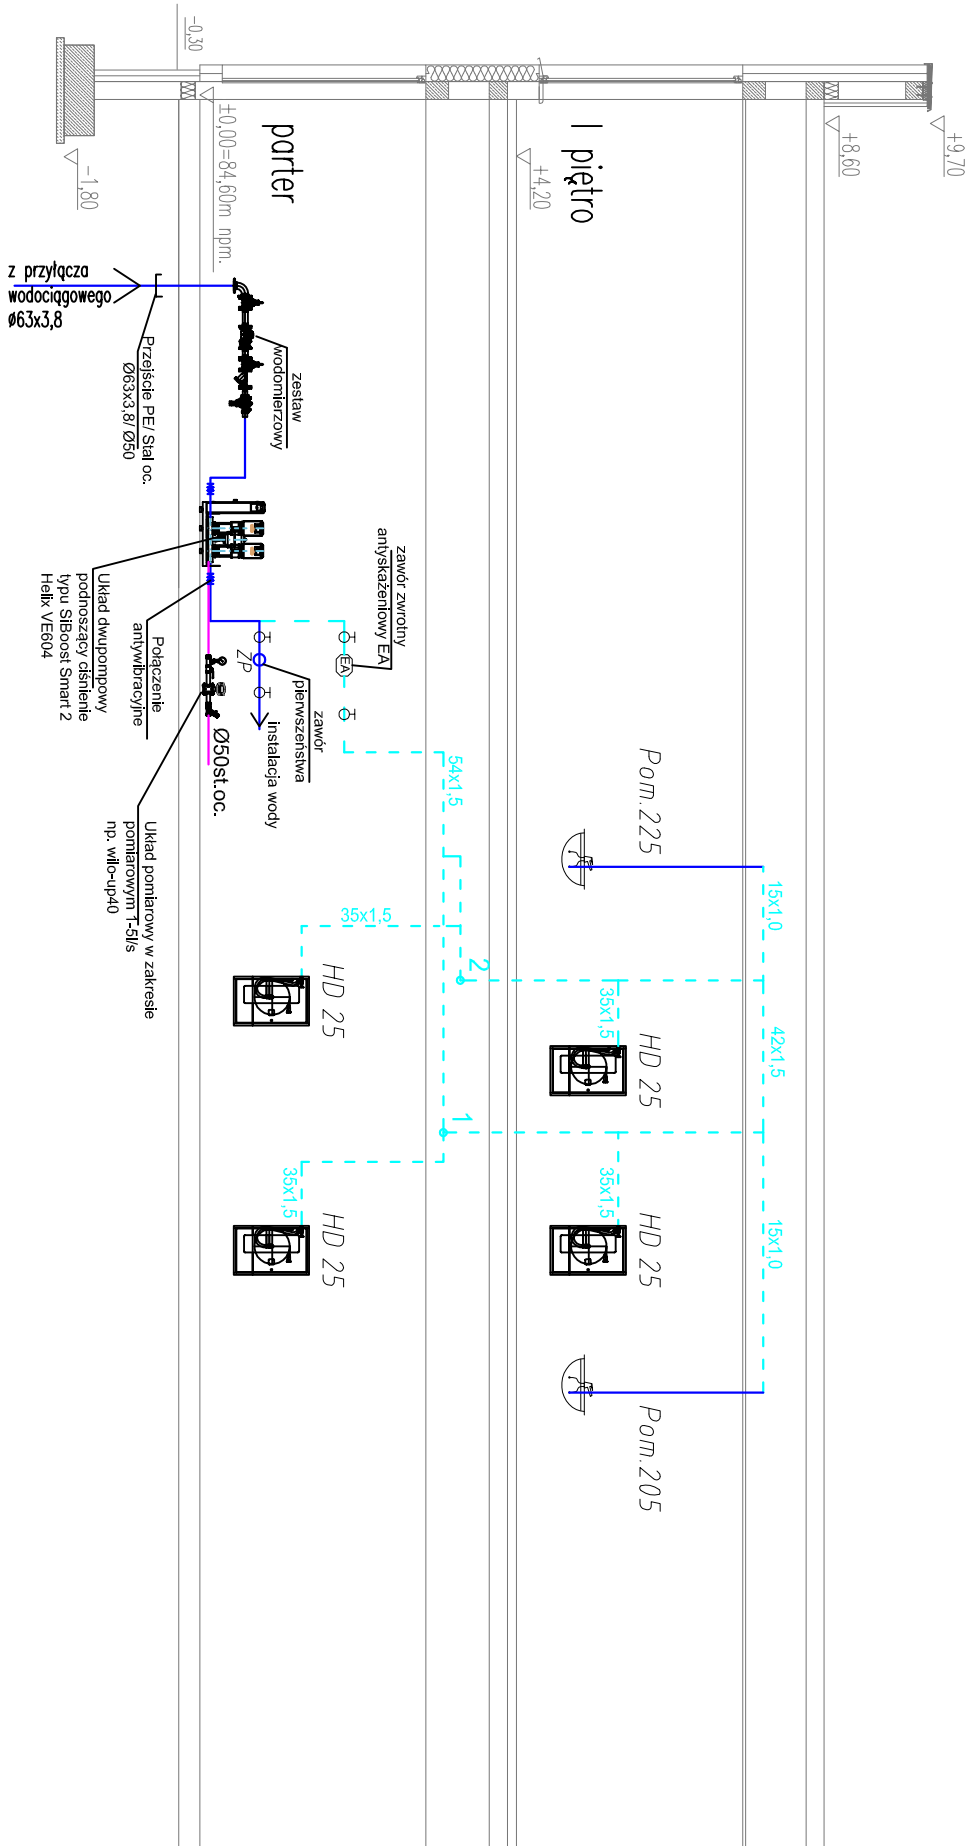 +9,70
+8,60
+4,20
I piętro
parter
-0,30
±0,00=84,60m npm.
-1,80
z przyłącza
wodociągowego
Ø63x3,8
Przejście PE/ Stal oc.
Ø63x3,8/ Ø50
zestaw
wodomierzowy
Układ dwupompowy
podnoszący ciśnienie
typu SiBoost Smart 2
Helix VE604
Połączenie
antywibracyjne
zawór zwrotny
antyskażeniowy EA
EA
ZP
zawór
pierwszeństwa
instalacja wody
Ø50st.oc.
Układ pomiarowy w zakresie
pomiarowym 1-5l/s
np. wilo-up40
54x1,5
Pom.225
15x1,0
35x1,5
HD 25
2
35x1,5
HD 25
42x1,5
1
35x1,5
HD 25
35x1,5
HD 25
15x1,0
Pom.205